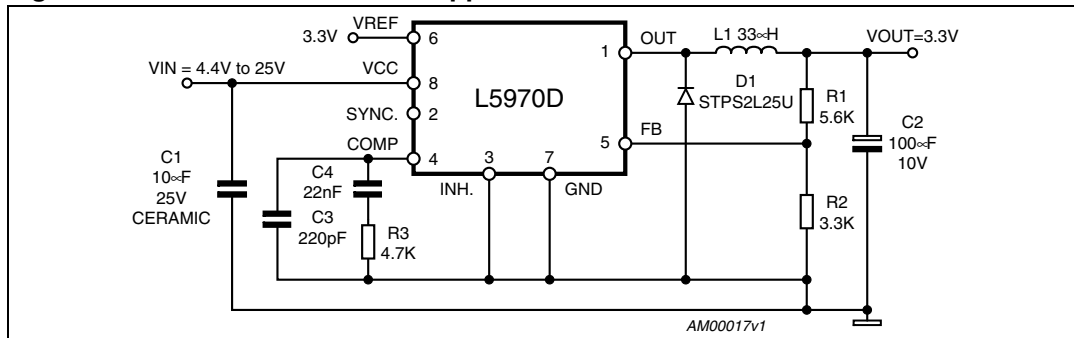 VREF
3.3V
6
VIN = 4.4V to 25V
VCC
8
SYNC.
2
COMP
4
L5970D
1
OUT
L1 33∝H
VOUT=3.3V
D1
STPS2L25U
R1
5.6K
FB
5
C2
100∝F
10V
3
INH.
7
GND
C1
10∝F
25V
CERAMIC
C4
22nF
C3
220pF
R3
4.7K
R2
3.3K
AM00017v1